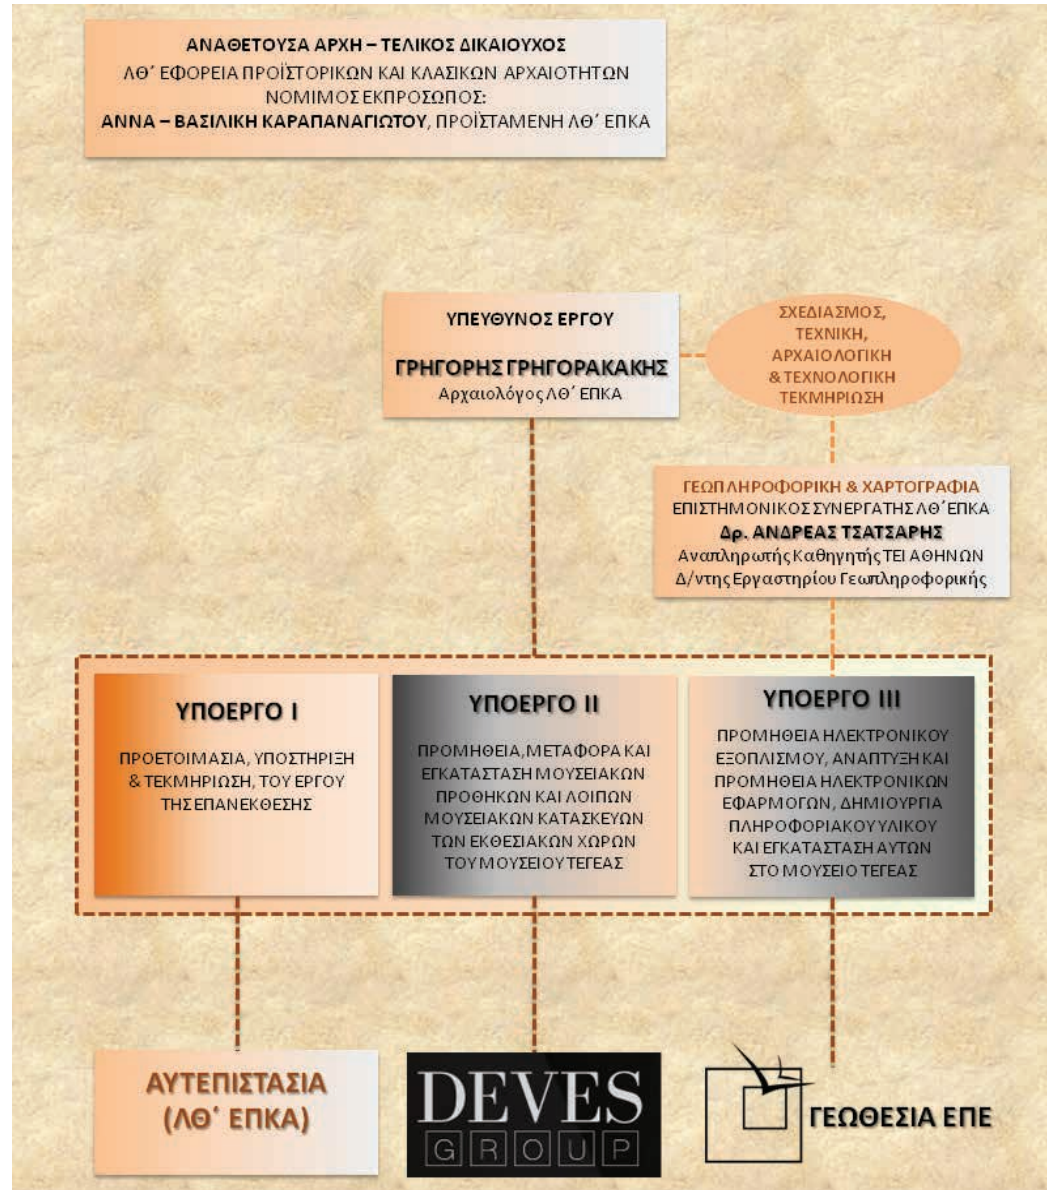 ΑΝΑΘΕΤΟΥΣΑ ΑΡΧΗ – ΤΕΛΙΚΟΣ ΔΙΚΑΙΟΥΧΟΣ
ΛΘ΄ ΕΦΟΡΕΙΑ ΠΡΟΪΣΤΟΡΙΚΩΝ ΚΑΙ ΚΛΑΣΙΚΩΝ ΑΡΧΑΙΟΤΗΤΩΝ
ΝΟΜΙΜΟΣ ΕΚΠΡΟΣΩΠΟΣ:
ΑΝΝΑ – ΒΑΣΙΛΙΚΗ ΚΑΡΑΠΑΝΑΓΙΩΤΟΥ, ΠΡΟΪΣΤΑΜΕΝΗ ΛΘ΄ ΕΠΚΑ
ΥΠΕΥΘΥΝΟΣ ΕΡΓΟΥ
ΓΡΗΓΟΡΗΣ ΓΡΗΓΟΡΑΚΑΚΗΣ
Αρχαιολόγος ΛΘ΄ ΕΠΚΑ
ΣΧΕΔΙΑΣΜΟΣ,
ΤΕΧΝΙΚΗ,
ΑΡΧΑΙΟΛΟΓΙΚΗ
& ΤΕΧΝΟΛΟΓΙΚΗ
ΤΕΚΜΗΡΙΩΣΗ
ΓΕΩΠΛΗΡΟΦΟΡΙΚΗ & ΧΑΡΤΟΓΡΑΦΙΑ
ΕΠΙΣΤΗΜΟΝΙΚΟΣ ΣΥΝΕΡΓΑΤΗΣ ΛΘ΄ ΕΠΚΑ
Δρ. ΑΝΔΡΕΑΣ ΤΣΑΤΣΑΡΗΣ
Αναπληρωτής Καθηγητής ΤΕΙ ΑΘΗΝΩΝ
Δ/ντης Εργαστηρίου Γεωπληροφορικής
ΥΠΟΕΡΓΟ Ι
ΠΡΟΕΤΟΙΜΑΣΙΑ, ΥΠΟΣΤΗΡΙΞΗ
& ΤΕΚΜΗΡΙΩΣΗ, ΤΟΥ ΕΡΓΟΥ
ΤΗΣ ΕΠΑΝΕΚΘΕΣΗΣ
ΥΠΟΕΡΓΟ ΙΙ
ΠΡΟΜΗΘΕΙΑ, ΜΕΤΑΦΟΡΑ ΚΑΙ
ΕΓΚΑΤΑΣΤΑΣΗ ΜΟΥΣΕΙΑΚΩΝ
ΠΡΟΘΗΚΩΝ ΚΑΙ ΛΟΙΠΩΝ
ΜΟΥΣΕΙΑΚΩΝ ΚΑΤΑΣΚΕΥΩΝ
ΤΩΝ ΕΚΘΕΣΙΑΚΩΝ ΧΩΡΩΝ
ΤΟΥ ΜΟΥΣΕΙΟΥ ΤΕΓΕΑΣ
ΥΠΟΕΡΓΟ ΙΙΙ
ΠΡΟΜΗΘΕΙΑ ΗΛΕΚΤΡΟΝΙΚΟΥ
ΕΞΟΠΛΙΣΜΟΥ, ΑΝΑΠΤΥΞΗ ΚΑΙ
ΠΡΟΜΗΘΕΙΑ ΗΛΕΚΤΡΟΝΙΚΩΝ
ΕΦΑΡΜΟΓΩΝ, ΔΗΜΙΟΥΡΓΙΑ
ΠΛΗΡΟΦΟΡΙΑΚΟΥ ΥΛΙΚΟΥ
ΚΑΙ ΕΓΚΑΤΑΣΤΑΣΗ ΑΥΤΩΝ
ΣΤΟ ΜΟΥΣΕΙΟ ΤΕΓΕΑΣ
ΑΥΤΕΠΙΣΤΑΣΙΑ
(ΛΘ΄ ΕΠΚΑ)
DEVES
GROUP
ΓΕΩΘΕΣΙΑ ΕΠΕ